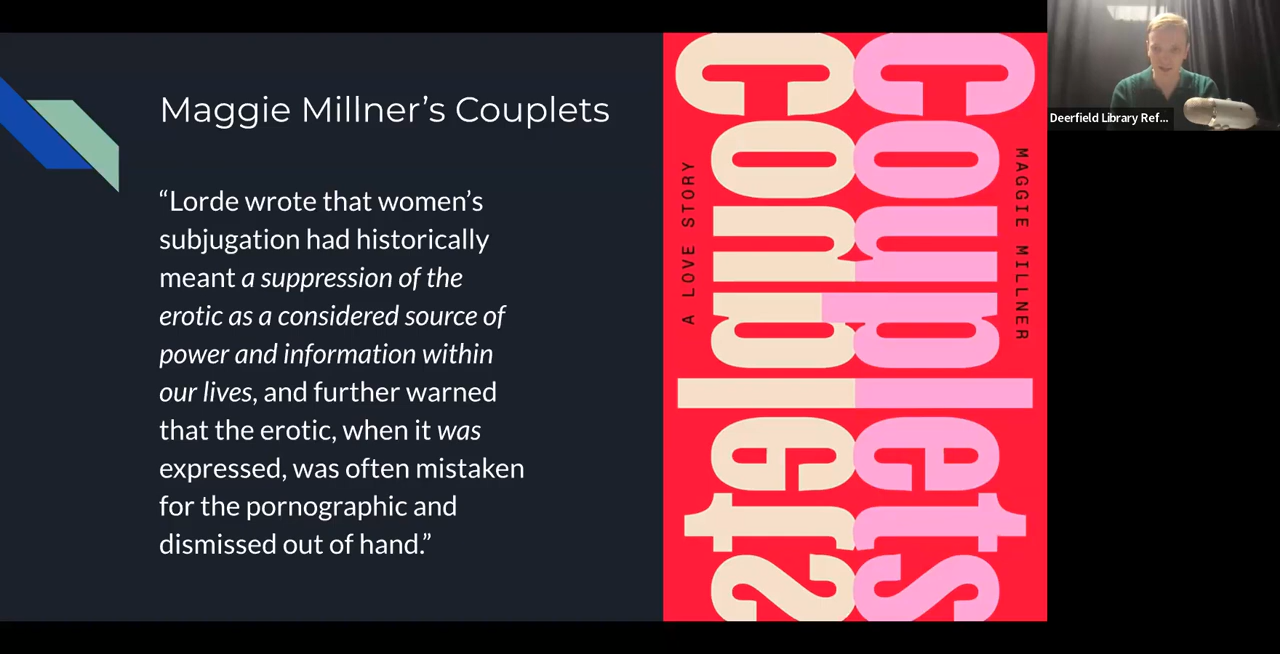 Maggie Millner’s Couplets
“Lorde wrote that women’s
subjugation had historically
meant a suppression of the
erotic as a considered source of
power and information within
our lives, and further warned
that the erotic, when it was
expressed, was often mistaken
for the pornographic and
dismissed out of hand.”
A LOVE STORY
couplets
couplets
MAGGIE MILLNER
Deerfield Library Ref...